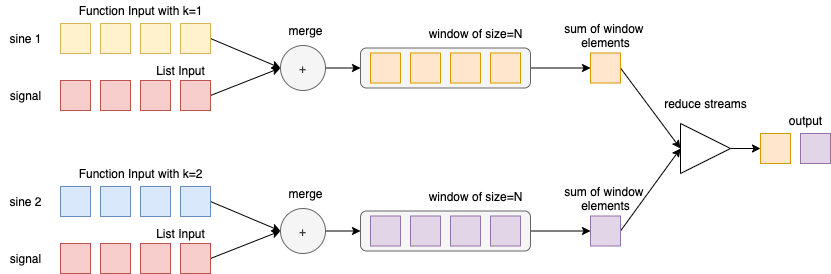 Function Input with k=1
sine 1
List Input
signal
merge
+
window of size=N
sum of window
elements
reduce streams
output
Function Input with k=2
sine 2
List Input
signal
merge
+
window of size=N
sum of window
elements